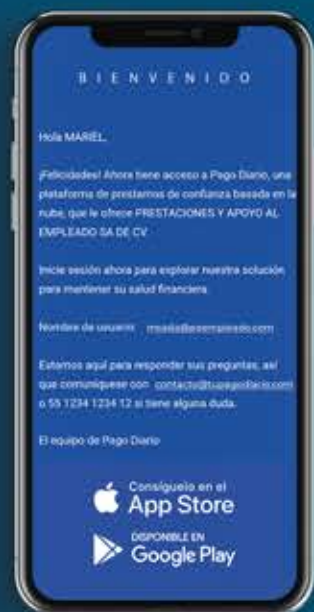 BIENVENIDO
Hola MARIEL,
¡Felicidades! Ahora tiene acceso a Pago Diario, una
plataforma de prestamos de confianza basada en la
nube, que le ofrece PRESTACIONES Y APOYO AL
EMPLEADO SA DE CV
Inicie sesión ahora para explorar nuestra solución
para mantener su salud financiera
Nombre de usuario:
Estamos aquí para responder sus preguntas, así
que comuníquese con contacto@tupagodiario.com
o 55 1234 1234 12 si tiene alguna duda.
El equipo de Pago Diario
Consíguelo en el
App Store
DISPONIBLE EN
Google Play